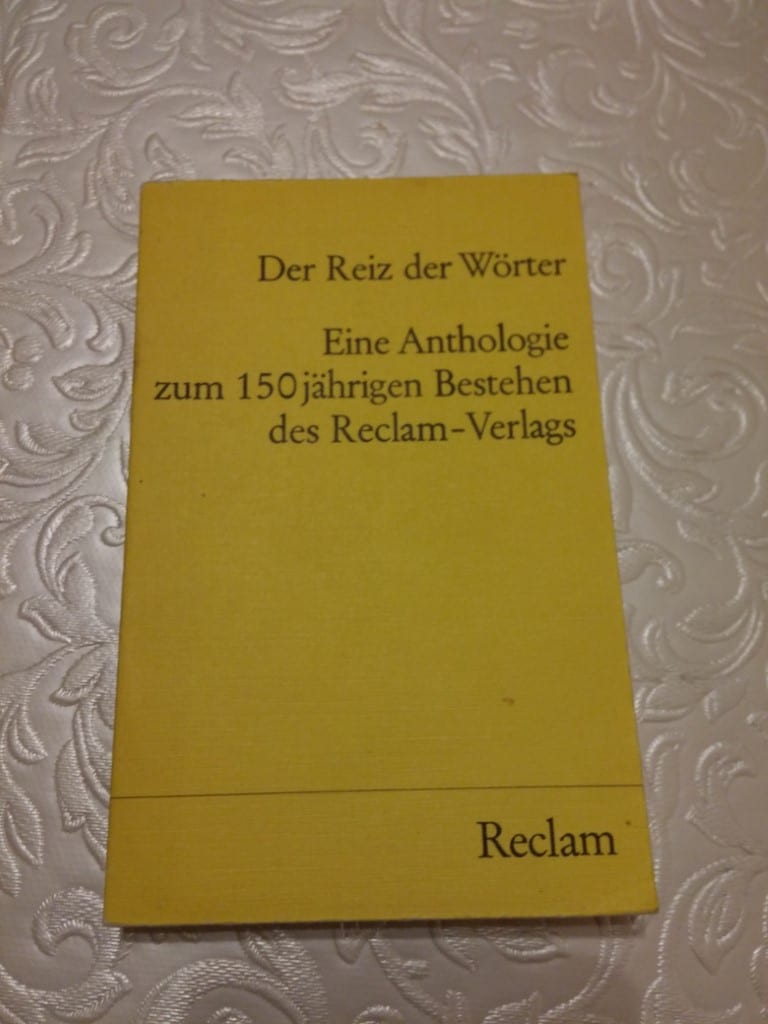 Der Reiz der Wörter
Eine Anthologie
zum 150jährigen Bestehen
des Reclam-Verlags
Reclam